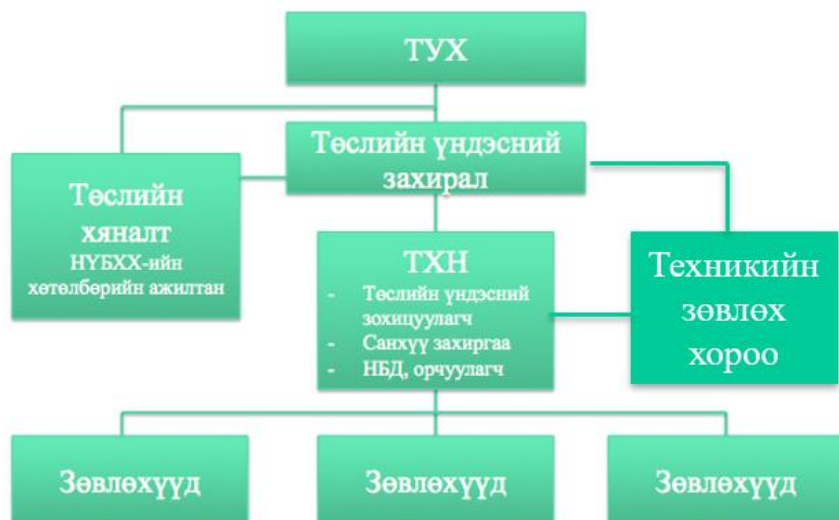 ТУХ
Төслийн үндэсний
захирал
Төслийн
хяналт
НҮБХХ-ийн
хөтөлбөрийн ажилтан
ТХН
- Төслийн үндэсний
зохицуулагч
- Санхүү захиргаа
- НБД, орчуулагч
Техникийн
зөвлөх
хороо
Зөвлөхүүд
Зөвлөхүүд
Зөвлөхүүд